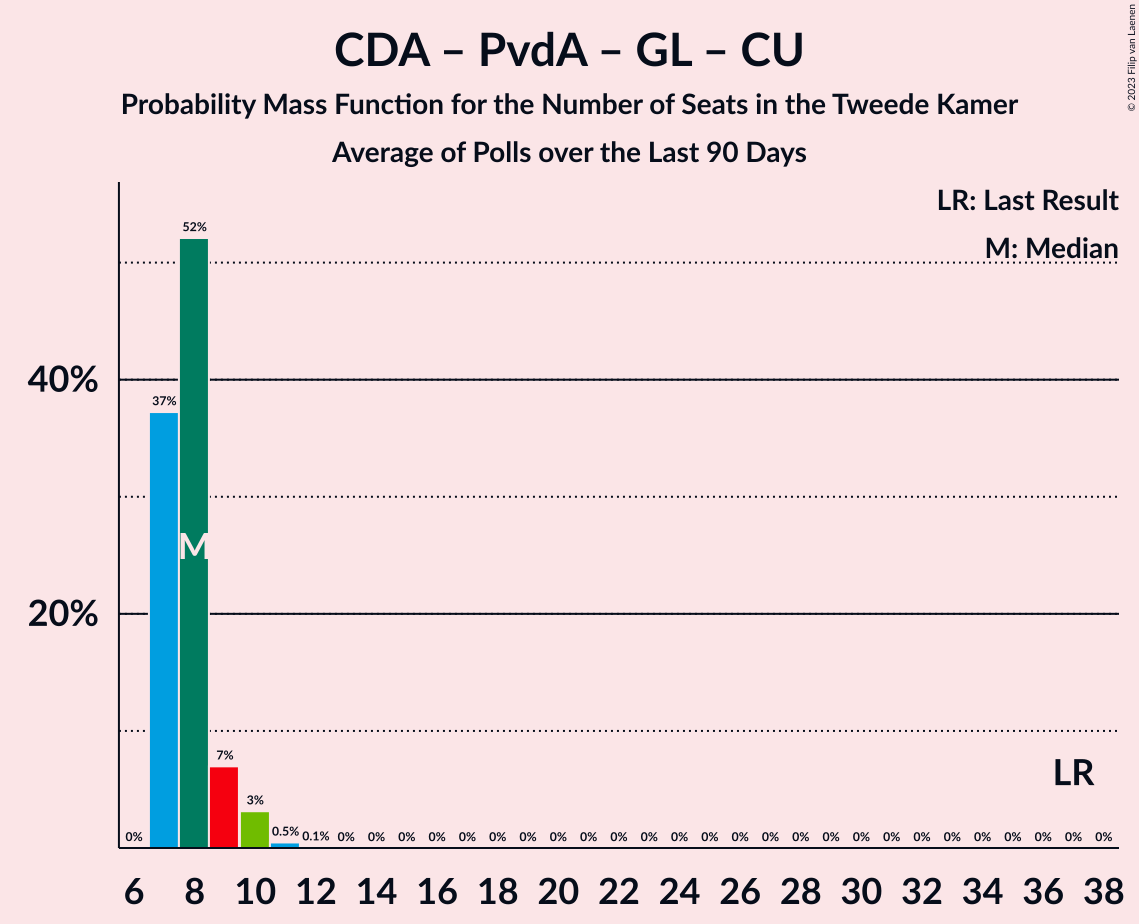 CDA – PvdA – GL – CU
Probability Mass Function for the Number of Seats in the Tweede Kamer
Average of Polls over the Last 90 Days
© 2023 Filip van Laenen
LR: Last Result
M: Median
40%
20%
0% 37% 52% 7% 3% 0.5% 0.1% 0% 0% 0% 0% 0% 0% 0% 0% 0% 0% 0% 0% 0% 0% 0% 0% 0% 0% 0% 0% 0% 0% 0% 0% 0% 0%
M
LR
6 8 10 12 14 16 18 20 22 24 26 28 30 32 34 36 38